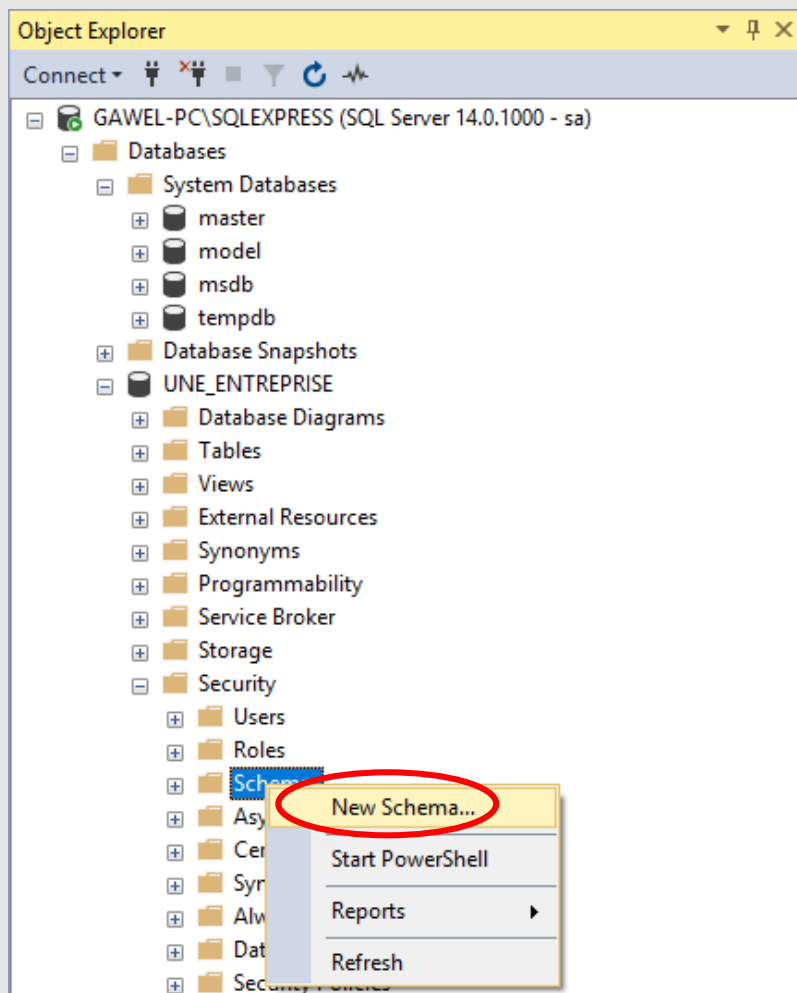 Object Explorer
Connect
GAWEL-PC\SQLEXPRESS (SQL Server 14.0.1000 - sa)
Databases
System Databases
master
model
msdb
tempdb
Database Snapshots
UNE_ENTREPRISE
Database Diagrams
Tables
Views
External Resources
Synonyms
Programmability
Service Broker
Storage
Security
Users
Roles
New Schema...
Start PowerShell
Reports
Refresh